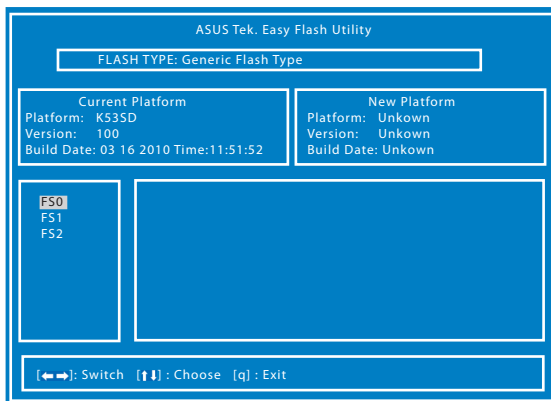 ASUS Tek. Easy Flash Utility
FLASH TYPE: Generic Flash Type
Current Platform
Platform: K53SD
Version: 100
Build Date: 03 16 2010 Time:11:51:52
New Platform
Platform: Unkown
Version: Unkown
Build Date: Unkown
FS0
FS1
FS2
[←→]: Switch [↑↓] : Choose [q] : Exit